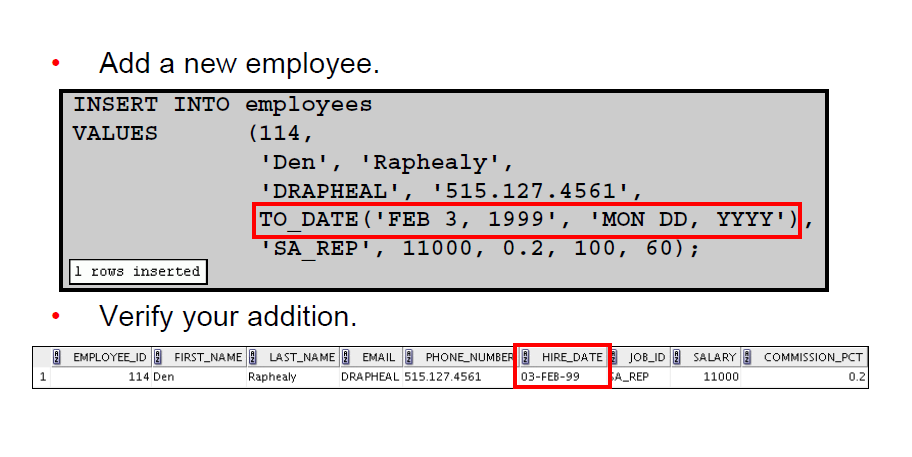 • Add a new employee.
INSERT INTO employees
VALUES (114,
'Den', 'Raphealy',
'DRAPHEAL', '515.127.4561',
TO_DATE('FEB 3, 1999', 'MON DD, YYYY'),
'SA_REP', 11000, 0.2, 100, 60);
1 rows inserted
• Verify your addition.
EMPLOYEE_ID FIRST_NAME LAST_NAME EMAIL PHONE_NUMBER HIRE_DATE JOB_ID SALARY COMMISSION_PCT
1 114 Den Raphealy DRAPHEAL 515.127.4561 03-FEB-99 SA_REP 11000 0.2